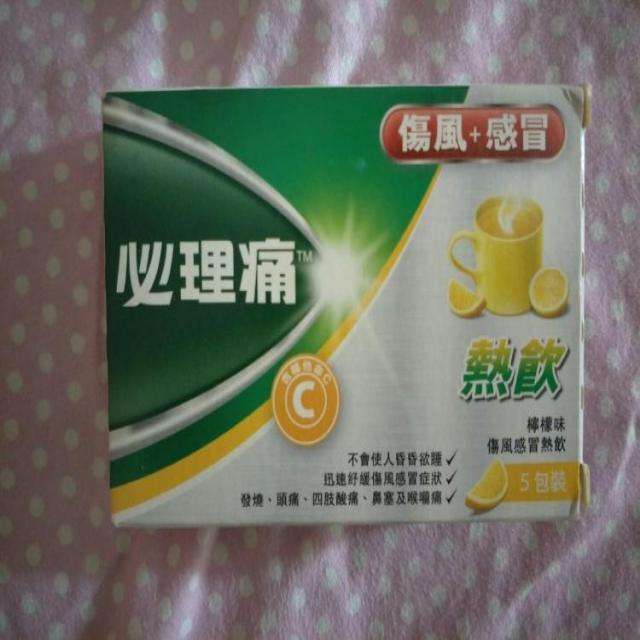 傷風+感冒
必理痛™
C
熱飲
檸檬味
傷風感冒熱飲
不會使人昏昏欲睡✓
迅速紓緩傷風感冒症狀✓
發燒、頭痛、四肢酸痛、鼻塞及喉嚨痛✓
5包裝